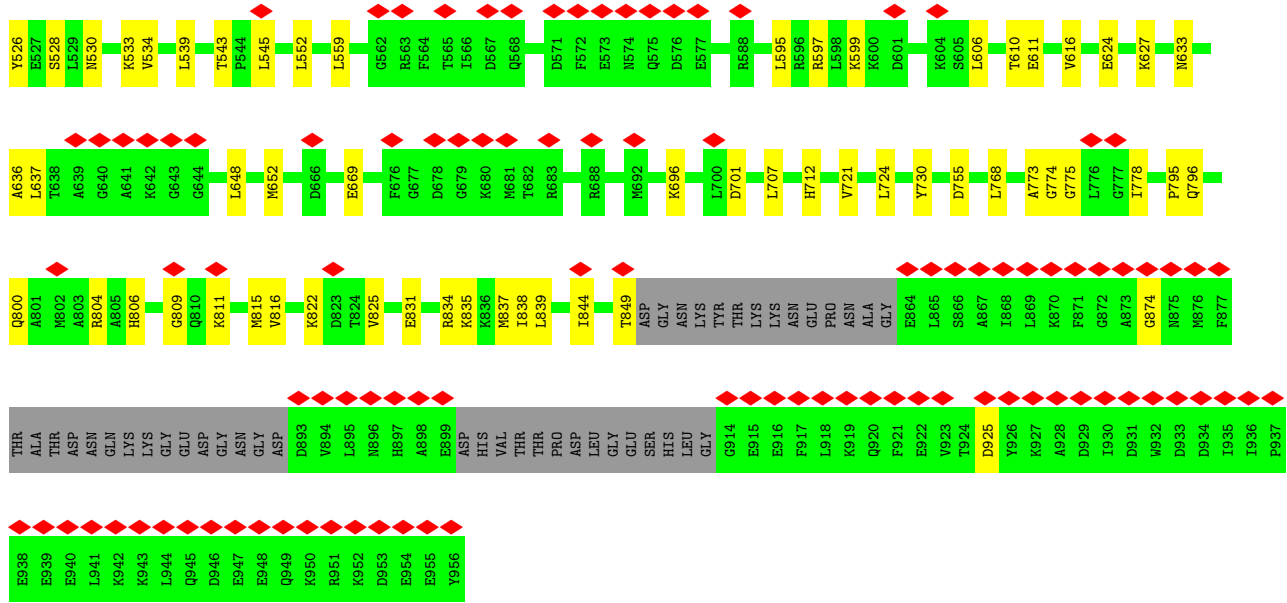 Y526 E527 S528 L529 N530 K533 V534 L539 T543 P544 L545 L552 L559 G562 R563 F564 T565 I566 D567 Q568 D571 F572 E573 N574 Q575 D576 E577 R588 L595 R596 R597 L598 K599 K600 D601 K604 S605 L606 T610 E611 V616 E624 K627 N633
A636 L637 T638 A639 G640 A641 K642 G643 G644 L648 M652 D666 E669 F676 G677 D678 G679 K680 M681 T682 R683 R688 M692 K696 L700 D701 L707 H712 V721 L724 Y730 D755 L768 A773 G774 G775 L776 G777 I778 P795 Q796
Q800 A801 M802 A803 R804 A805 H806 G809 Q810 K811 M815 V816 K822 D823 T824 V825 E831 R834 K835 K836 M837 I838 L839 I844 T849 ASP GLY ASN LYS TYR THR LYS LYS ASN GLU PRO ASN ALA GLY E864 L865 S866 A867 I868 L869 K870 F871 G872 A873 G874 N875 M876 F877
THR ALA THR ASP ASN GLN LYS LYS GLY GLU ASP GLY ASN GLY ASP D893 V894 L895 N896 H897 A898 E899 ASP HIS VAL THR THR PRO ASP LEU GLY GLU SER HIS LEU GLY G914 E915 E916 F917 L918 K919 Q920 F921 E922 V923 T924 D925 Y926 K927 A928 D929 I930 D931 W932 D933 D934 I935 I936 P937
E938 E939 E940 L941 K942 K943 L944 Q945 D946 E947 E948 Q949 K950 R951 K952 D953 E954 E955 Y956